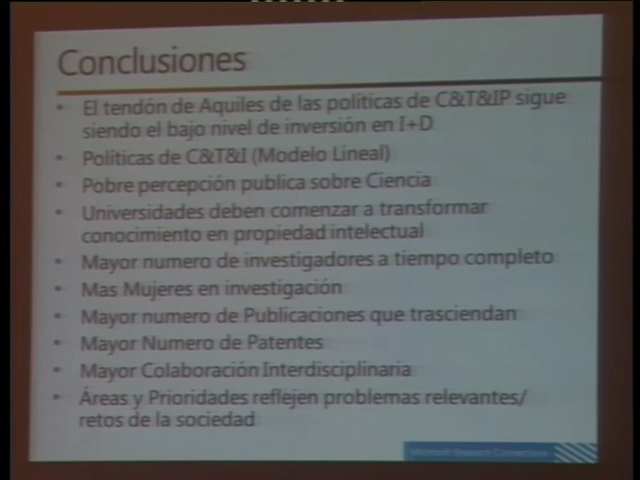 Conclusiones
• El tendón de Aquiles de las políticas de C&T&IP sigue
siendo el bajo nivel de inversión en I+D
• Políticas de C&T&I (Modelo Lineal)
• Pobre percepción publica sobre Ciencia
• Universidades deben comenzar a transformar
conocimiento en propiedad intelectual
• Mayor numero de investigadores a tiempo completo
• Mas Mujeres en investigación
• Mayor numero de Publicaciones que trasciendan
• Mayor Numero de Patentes
• Mayor Colaboración Interdisciplinaria
• Áreas y Prioridades reflejen problemas relevantes/
retos de la sociedad
Microsoft Research Connections